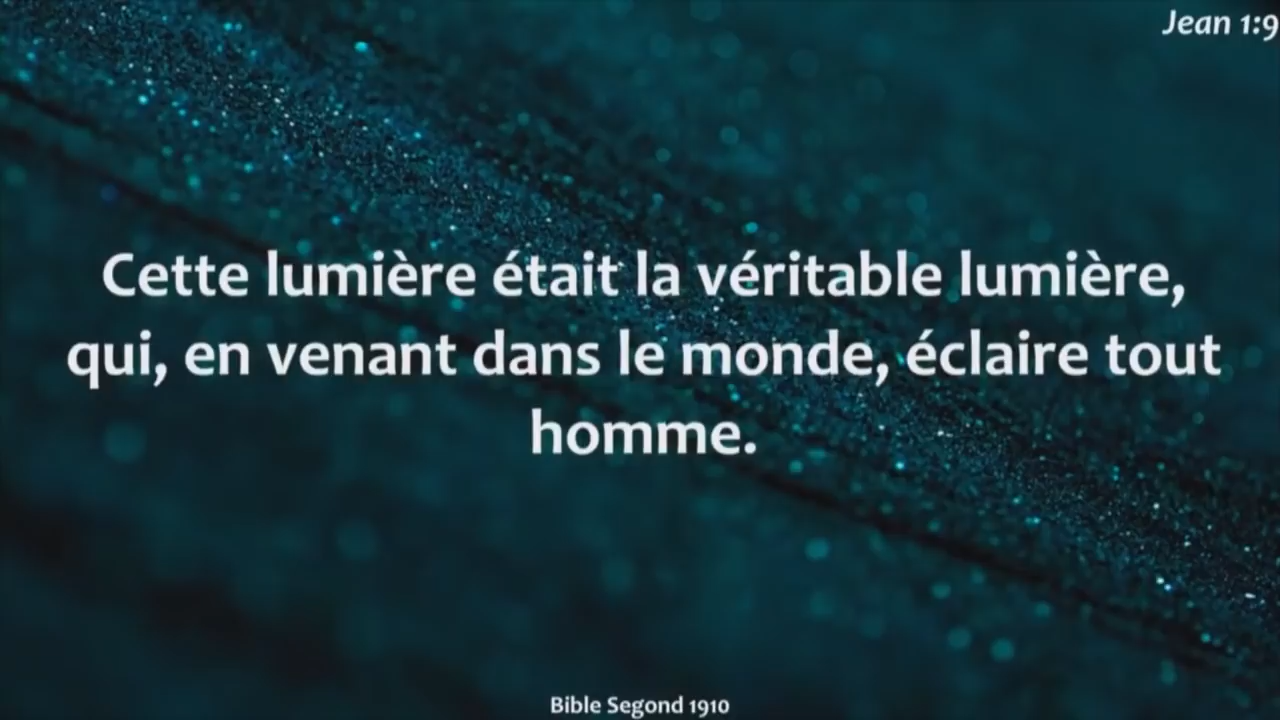 Jean 1:9
Cette lumière était la véritable lumière,
qui, en venant dans le monde, éclaire tout
homme.
Bible Segond 1910